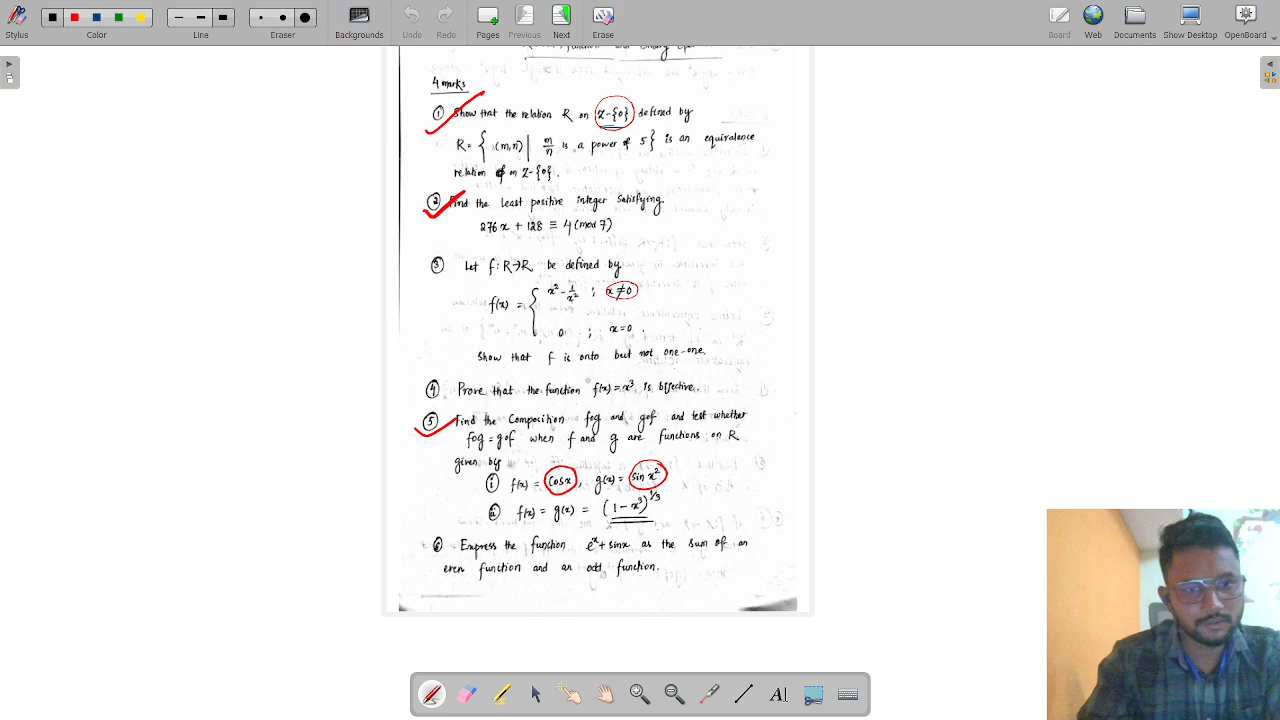 Stylus
Color
Line
Eraser
Backgrounds
Undo
Redo
Pages
Previous
Next
Erase
Board
Web
Documents
Show Desktop
OpenBoard
4 marks
① Show that the relation R on Z-{0} defined by
R = { (m,n) | m/n is a power of 5} is an equivalence
relation on Z-{0}.
② Find the least positive integer satisfying
276x + 128 ≡ 4 (mod 7)
③ Let f: R→R be defined by
f(x) = { x² - 1/x² ; x ≠ 0
0 ; x=0 .
Show that f is onto but not one-one.
④ Prove that the function f(x) = x³ is bijective.
⑤ Find the Composition fog and gof and test whether
fog = gof when f and g are functions on R
given by
(i) f(x) = Cosx, g(x) = Sin x²
(ii) f(x) = g(x) = (1 - x³)^1/3
⑥ Express the function eˣ + sinx as the sum of an
even function and an odd function.